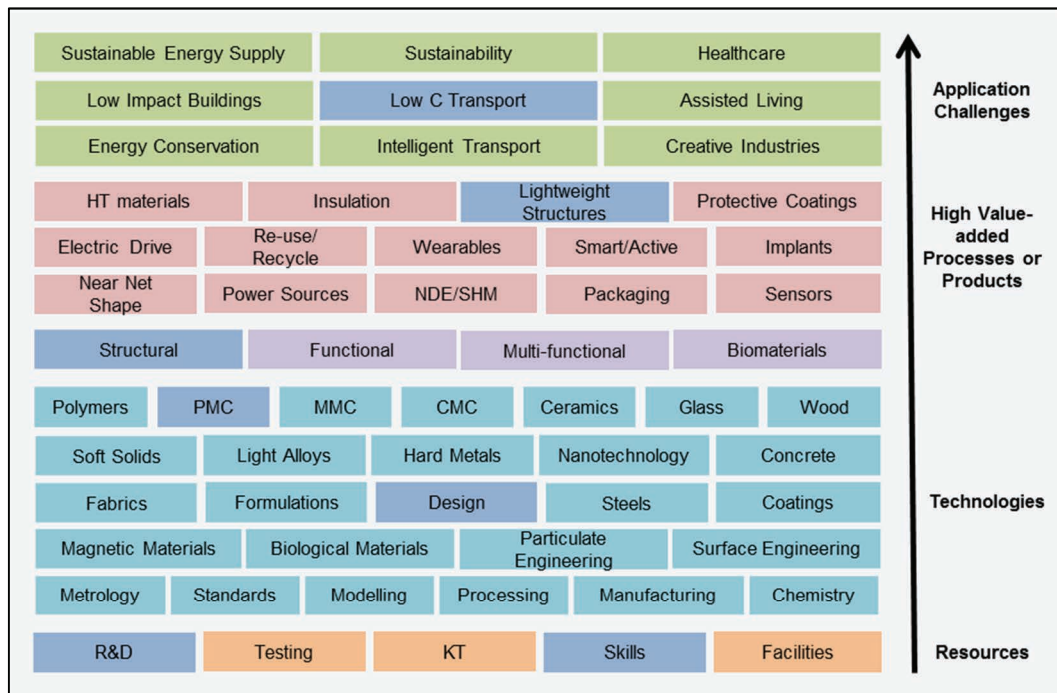 Sustainable Energy Supply
Sustainability
Healthcare
Low Impact Buildings
Low C Transport
Assisted Living
Energy Conservation
Intelligent Transport
Creative Industries
Application
Challenges
HT materials
Insulation
Lightweight
Structures
Protective Coatings
Electric Drive
Re-use/
Recycle
Wearables
Smart/Active
Implants
Near Net
Shape
Power Sources
NDE/SHM
Packaging
Sensors
High Value-
added
Processes or
Products
Structural
Functional
Multi-functional
Biomaterials
Polymers
PMC
MMC
CMC
Ceramics
Glass
Wood
Soft Solids
Light Alloys
Hard Metals
Nanotechnology
Concrete
Fabrics
Formulations
Design
Steels
Coatings
Technologies
Magnetic Materials
Biological Materials
Particulate
Engineering
Surface Engineering
Metrology
Standards
Modelling
Processing
Manufacturing
Chemistry
R&D
Testing
KT
Skills
Facilities
Resources